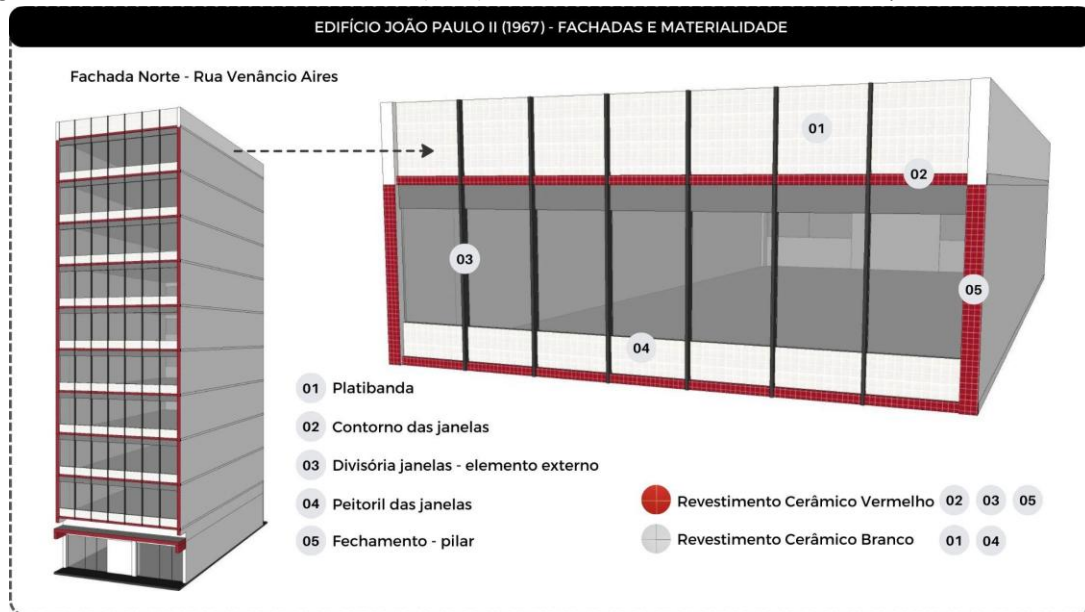 EDIFÍCIO JOÃO PAULO II (1967) - FACHADAS E MATERIALIDADE
Fachada Norte - Rua Venâncio Aires
01
02
03
05
04
01 Platibanda
02 Contorno das janelas
03 Divisória janelas - elemento externo
04 Peitoril das janelas
05 Fechamento - pilar
Revestimento Cerâmico Vermelho 02 03 05
Revestimento Cerâmico Branco 01 04